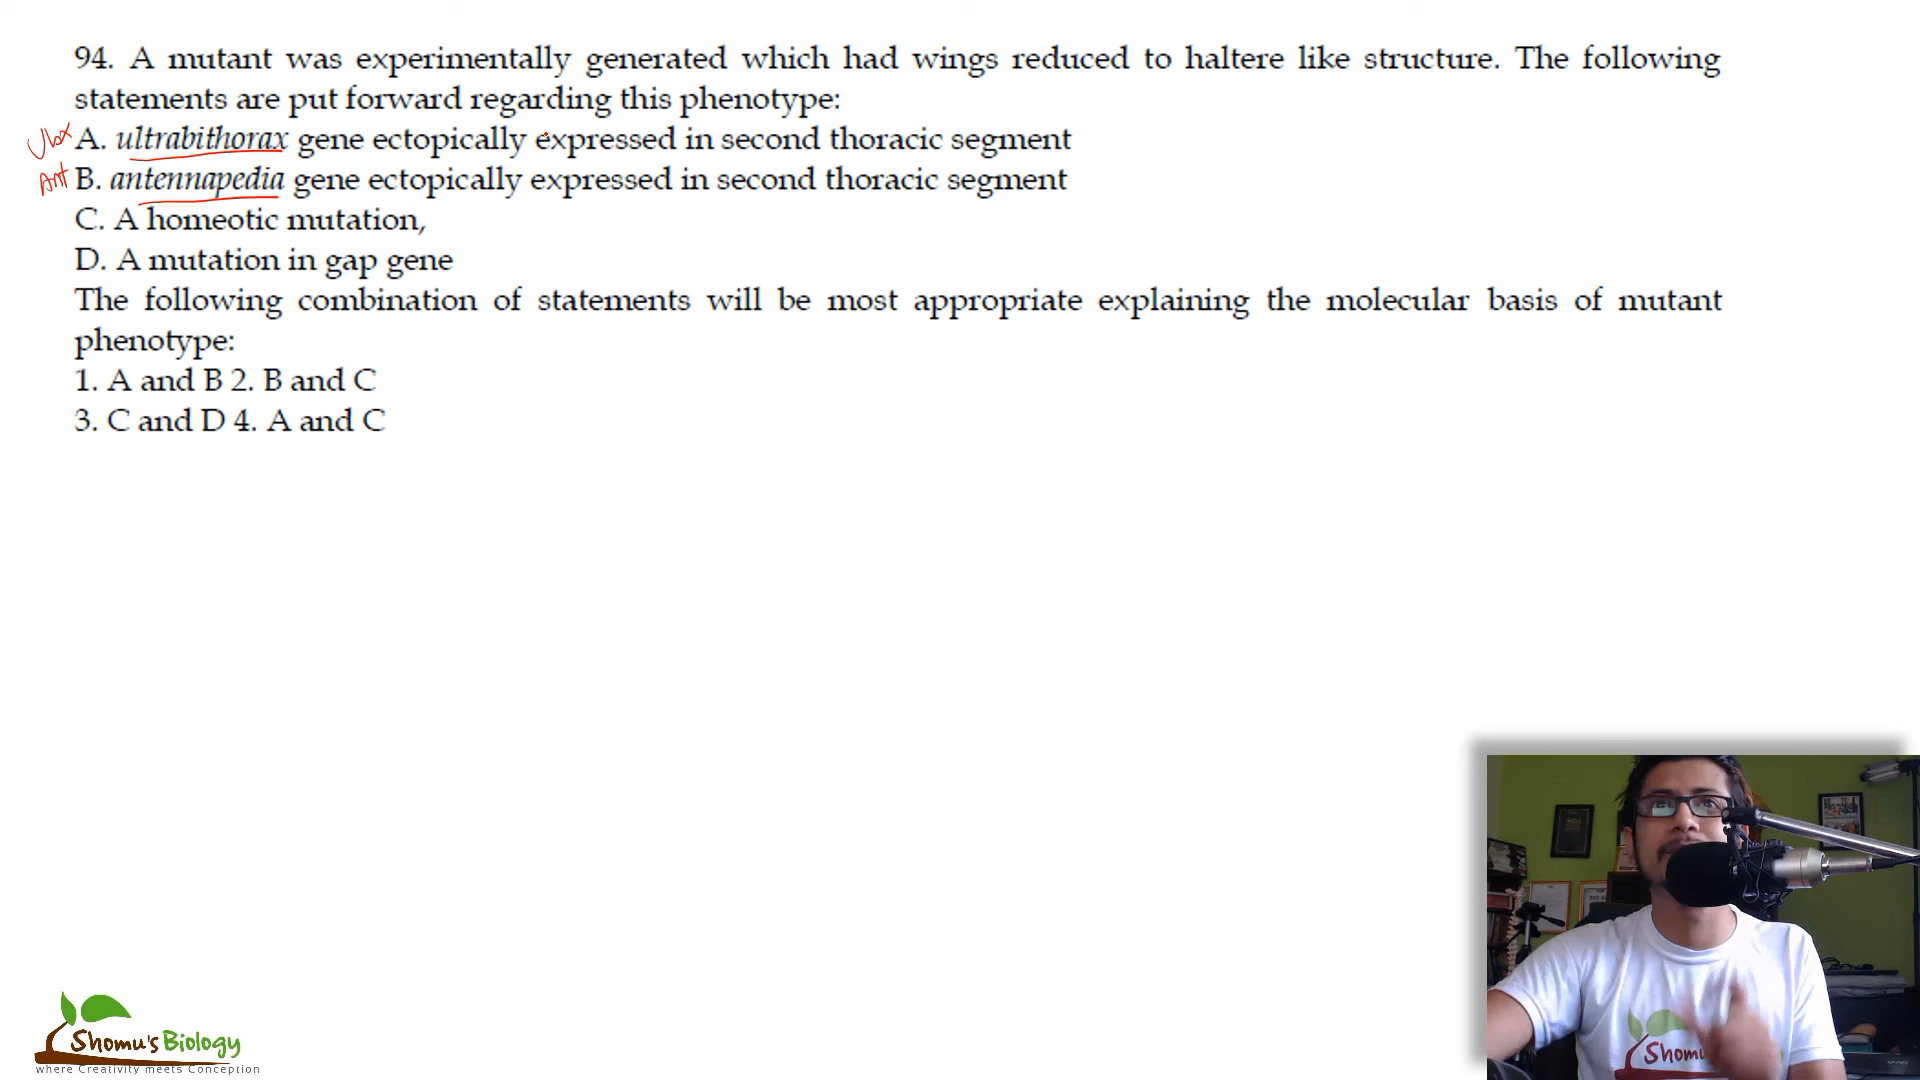 94. A mutant was experimentally generated which had wings reduced to haltere like structure. The following
statements are put forward regarding this phenotype:
Ubx A. ultrabithorax gene ectopically expressed in second thoracic segment
Ant B. antennapedia gene ectopically expressed in second thoracic segment
C. A homeotic mutation,
D. A mutation in gap gene
The following combination of statements will be most appropriate explaining the molecular basis of mutant
phenotype:
1. A and B 2. B and C
3. C and D 4. A and C
Shomu's Biology
where Creativity meets Conception
Shomu